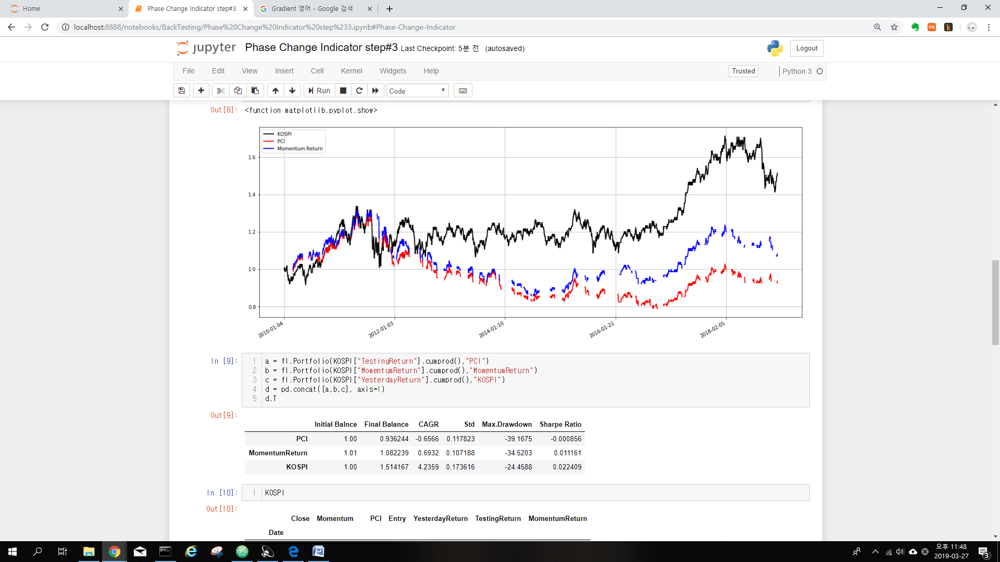 Home
Phase Change Indicator step#3
Gradient 영어 - Google 검색
localhost:8888/notebooks/BackTesting/Phase%20Change%20Indicator%20step%233.ipynb#Phase-Change-Indicator
jupyter Phase Change Indicator step#3 Last Checkpoint: 5분 전 (autosaved)
Logout
File Edit View Insert Cell Kernel Widgets Help
Trusted
Python 3
Run
Code
Out[8]: <function matplotlib.pyplot.show>
KOSPI
PCI
Momentum Return
1.6
1.4
1.2
1.0
0.8
2010-01-04 2012-01-03 2014-01-10 2016-01-21 2018-02-05
In [9]:
1 a = fl.Portfolio(KOSPI["TestingReturn"].cumprod(),"PCI")
2 b = fl.Portfolio(KOSPI["MomentumReturn"].cumprod(),"MomentumReturn")
3 c = fl.Portfolio(KOSPI["YesterdayReturn"].cumprod(),"KOSPI")
4 d = pd.concat([a,b,c], axis=1)
5 d.T
Out[9]:
Initial Balnce Final Balance CAGR Std Max.Drawdown Sharpe Ratio
PCI 1.00 0.936244 -0.6566 0.117823 -39.1675 -0.000856
MomentumReturn 1.01 1.082239 0.6932 0.107188 -34.5203 0.011161
KOSPI 1.00 1.514167 4.2359 0.173616 -24.4588 0.022409
In [10]: 1 KOSPI
Out[10]:
Close Momentum PCI Entry YesterdayReturn TestingReturn MomentumReturn
Date
오후 11:48
2019-03-27
3